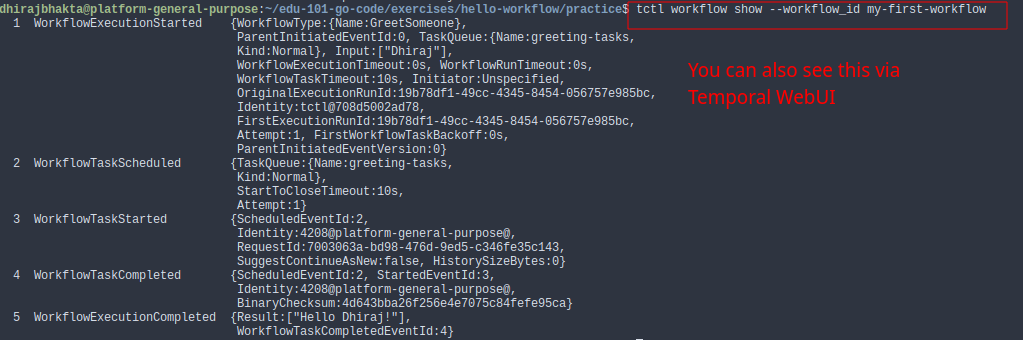 dhirajbhakta@platform-general-purpose:~/edu-101-go-code/exercises/hello-workflow/practice$ tctl workflow show --workflow_id my-first-workflow
1 WorkflowExecutionStarted {WorkflowType:{Name:GreetSomeone},
ParentInitiatedEventId:0, TaskQueue:{Name:greeting-tasks,
Kind:Normal}, Input:["Dhiraj"],
WorkflowExecutionTimeout:0s, WorkflowRunTimeout:0s,
WorkflowTaskTimeout:10s, Initiator:Unspecified,
OriginalExecutionRunId:19b78df1-49cc-4345-8454-056757e985bc,
Identity:tctl@708d5002ad78,
FirstExecutionRunId:19b78df1-49cc-4345-8454-056757e985bc,
Attempt:1, FirstWorkflowTaskBackoff:0s,
ParentInitiatedEventVersion:0}
2 WorkflowTaskScheduled {TaskQueue:{Name:greeting-tasks,
Kind:Normal},
StartToCloseTimeout:10s,
Attempt:1}
3 WorkflowTaskStarted {ScheduledEventId:2,
Identity:4208@platform-general-purpose@,
RequestId:7003063a-bd98-476d-9ed5-c346fe35c143,
SuggestContinueAsNew:false, HistorySizeBytes:0}
4 WorkflowTaskCompleted {ScheduledEventId:2, StartedEventId:3,
Identity:4208@platform-general-purpose@,
BinaryChecksum:4d643bba26f256e4e7075c84fefe95ca}
5 WorkflowExecutionCompleted {Result:["Hello Dhiraj!"],
WorkflowTaskCompletedEventId:4}
You can also see this via
Temporal WebUI